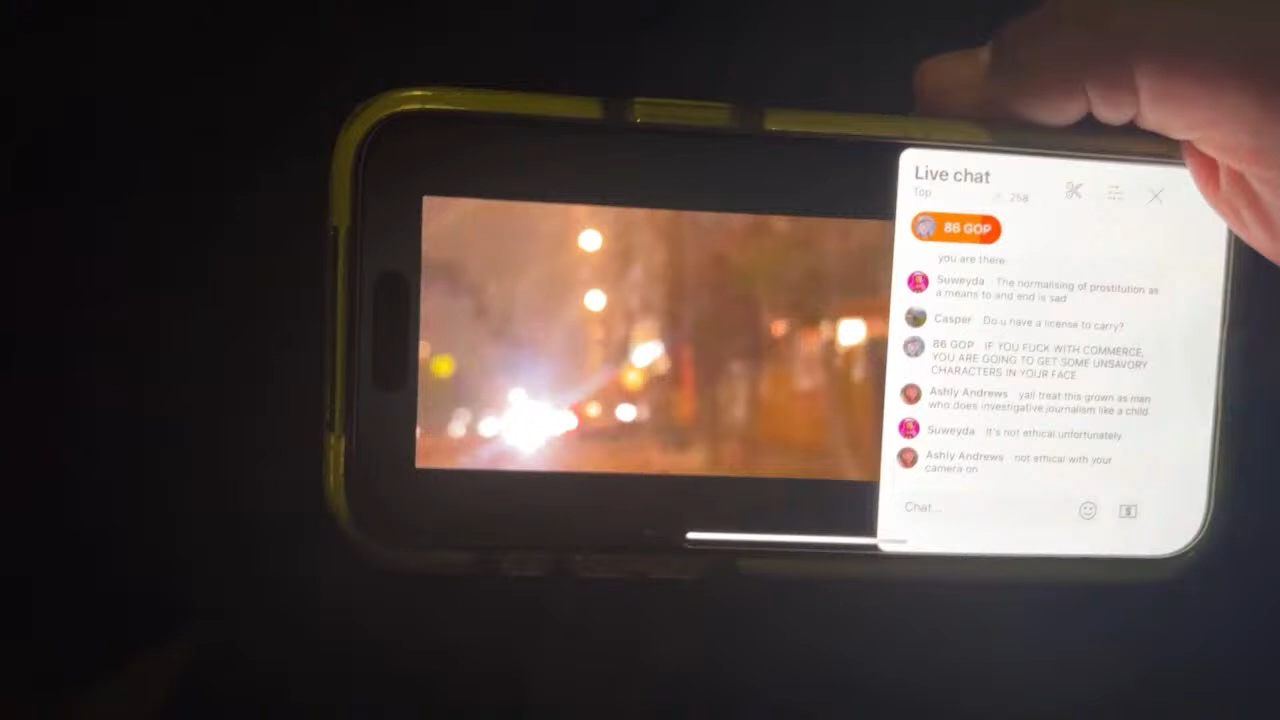 Live chat
Top 258
86 GOP
you are there
Suweyda The normalising of prostitution as
a means to and end is sad
Casper Do u have a license to carry?
86 GOP IF YOU FUCK WITH COMMERCE,
YOU ARE GOING TO GET SOME UNSAVORY
CHARACTERS IN YOUR FACE
Ashly Andrews yall treat this grown as man
who does investigative journalism like a child
Suweyda It's not ethical unfortunately
Ashly Andrews not ethical with your
camera on
Chat...
$